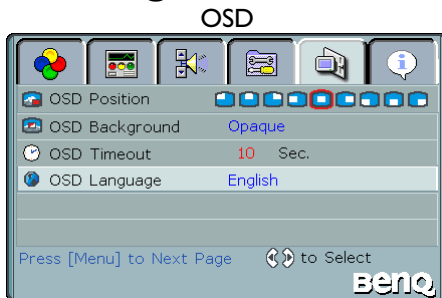 OSD
OSD Position
OSD Background Opaque
OSD Timeout 10 Sec.
OSD Language English
Press [Menu] to Next Page to Select
BenQ